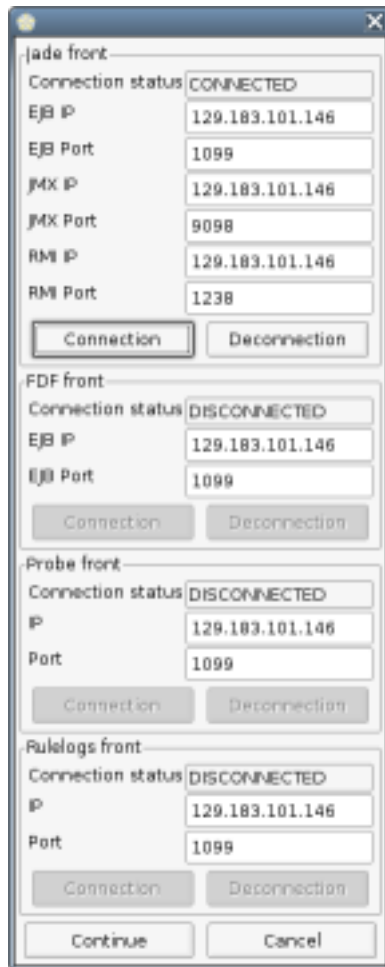 Jade front
Connection status CONNECTED
EJB IP 129.183.101.146
EJB Port 1099
JMX IP 129.183.101.146
JMX Port 9098
RMI IP 129.183.101.146
RMI Port 1238
Connection Deconnection
FDF front
Connection status DISCONNECTED
EJB IP 129.183.101.146
EJB Port 1099
Connection Deconnection
Probe front
Connection status DISCONNECTED
IP 129.183.101.146
Port 1099
Connection Deconnection
Rulelogs front
Connection status DISCONNECTED
IP 129.183.101.146
Port 1099
Connection Deconnection
Continue Cancel